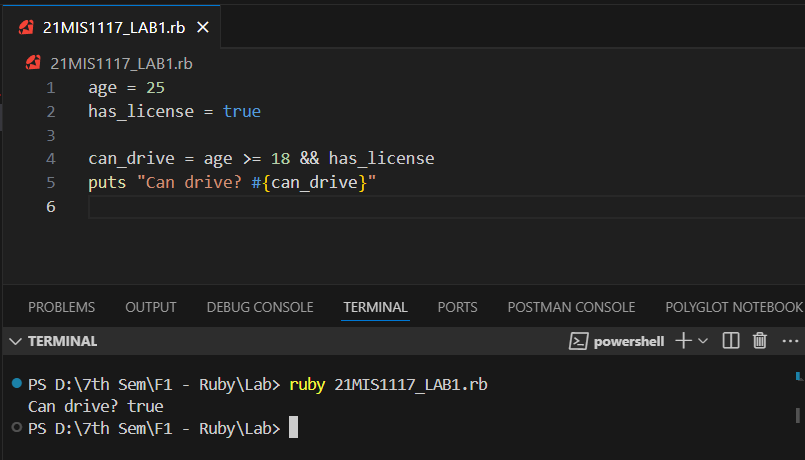 21MIS1117_LAB1.rb
21MIS1117_LAB1.rb
1 age = 25
2 has_license = true
3
4 can_drive = age >= 18 && has_license
5 puts "Can drive? #{can_drive}"
6
PROBLEMS OUTPUT DEBUG CONSOLE TERMINAL PORTS POSTMAN CONSOLE POLYGLOT NOTEBOOK
TERMINAL powershell
PS D:\7th Sem\F1 - Ruby\Lab> ruby 21MIS1117_LAB1.rb
Can drive? true
PS D:\7th Sem\F1 - Ruby\Lab>